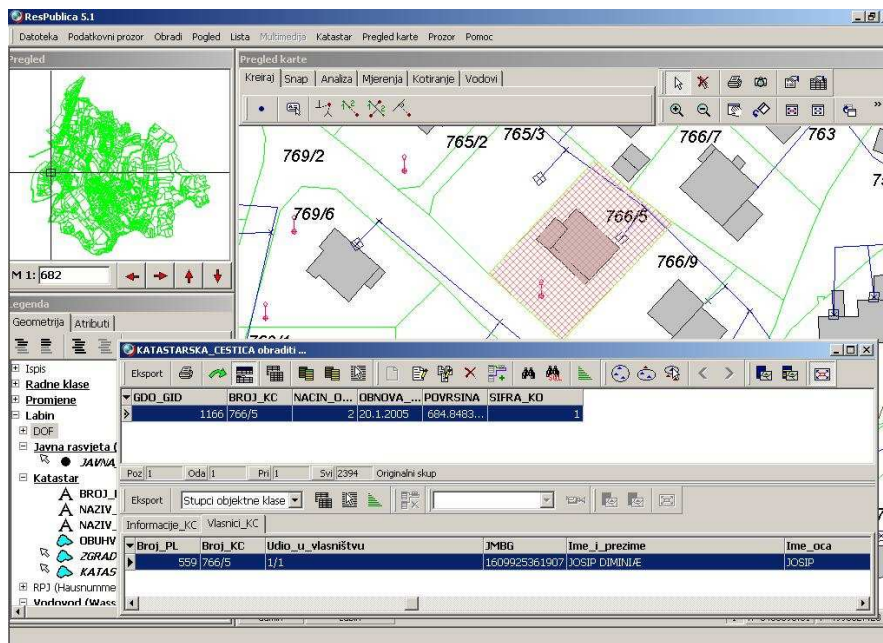 ResPublica 5.1
Datoteka Podatkovni prozor Obradi Pogled Lista Multimedija Katastar Pregled karte Prozor Pomoc
Pregled
Pregled karte
Kreiraj Snap Analiza Mjerenja Kotiranje Vodovi
769/2
765/2
765/3
766/7
763
769/6
766/5
766/9
M 1: 682
Legenda
Geometrija Atributi
Ispis
Radne klase
Promjene
Labin
DOF
Javna rasvjeta (
JAVNA_
Katastar
BROJ_
NAZIV_
NAZIV_
OBUHV
ZGRAD
KATAS
RPJ (Hausnumme
Vodovod (Wass
KATASTARSKA_CESTICA obraditi ...
Eksport
GDO_GID BROJ_KC NACIN_O... OBNOVA_... POVRSINA SIFRA_KO
1166 766/5 2 20.1.2005 684.8483... 1
Poz 1 Oda 1 Pri 1 Svi 2394 Originalni skup
Eksport Stupci objektne klase
Informacije_KC Vlasnici_KC
Broj_PL Broj_KC Udio_u_vlasništvu JMBG Ime_i_prezime Ime_oca
559 766/5 1/1 1609925361907 JOSIP DIMINIÆ JOSIP